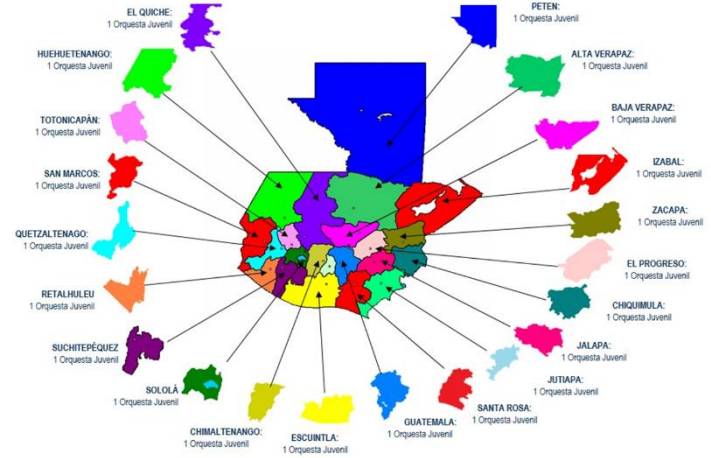 EL QUICHE:
1 Orquesta Juvenil
HUEHUETENANGO:
1 Orquesta Juvenil
TOTONICAPÁN:
1 Orquesta Juvenil
SAN MARCOS:
1 Orquesta Juvenil
QUETZALTENAGO:
1 Orquesta Juvenil
RETALHULEU
1 Orquesta Juvenil
SUCHITEPÉQUEZ
1 Orquesta Juvenil
SOLOLÀ
1 Orquesta Juvenil
CHIMALTENANGO:
1 Orquesta Juvenil
ESCUINTLA:
1 Orquesta Juvenil
GUATEMALA:
1 Orquesta Juvenil
SANTA ROSA:
1 Orquesta Juvenil
JUTIAPA:
1 Orquesta Juvenil
JALAPA:
1 Orquesta Juvenil
CHIQUIMULA:
1 Orquesta Juvenil
EL PROGRESO:
1 Orquesta Juvenil
ZACAPA:
1 Orquesta Juvenil
IZABAL:
1 Orquesta Juvenil
BAJA VERAPAZ:
1 Orquesta Juvenil
ALTA VERAPAZ:
1 Orquesta Juvenil
PETEN:
1 Orquesta Juvenil